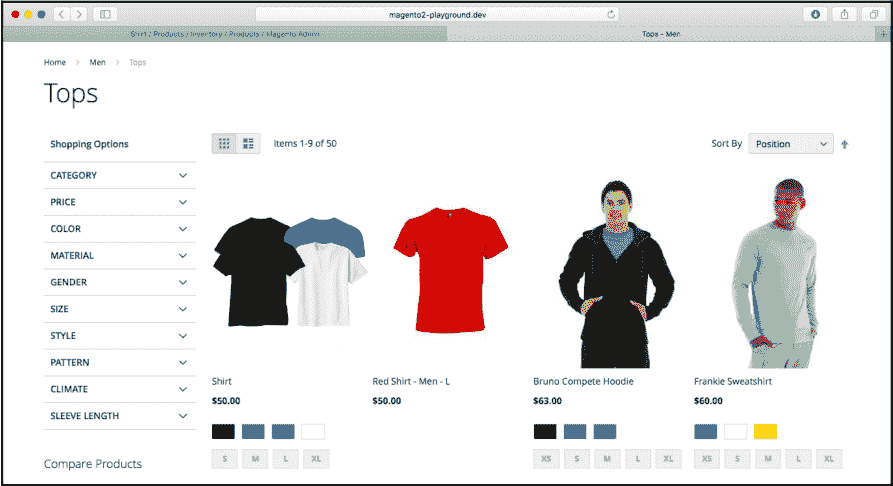 magento2-playground.dev
Shirt / Products / Inventory / Products / Magento Admin
Tops - Men
Home > Men > Tops
Tops
Shopping Options
Items 1-9 of 50
Sort By Position
CATEGORY
PRICE
COLOR
MATERIAL
GENDER
SIZE
STYLE
PATTERN
CLIMATE
SLEEVE LENGTH
Compare Products
Shirt
$50.00
S M L XL
Red Shirt - Men - L
$50.00
Bruno Compete Hoodie
$63.00
XS S M L XL
Frankie Sweatshirt
$60.00
XS S M L XL